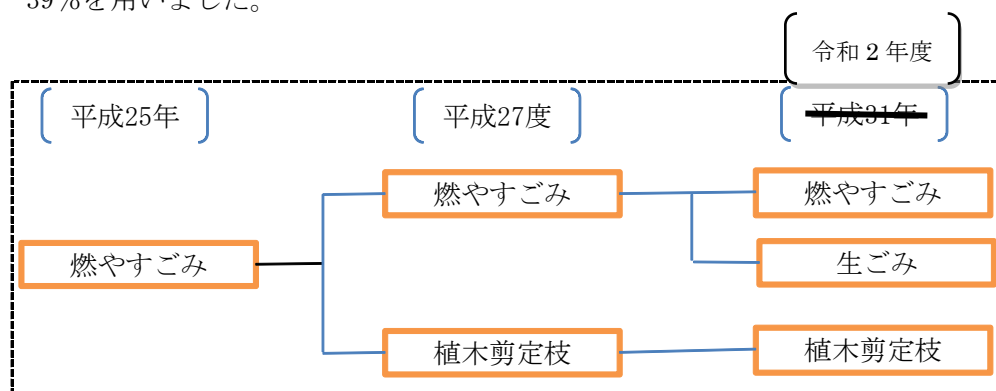 39%を用いました。
令和2年度
平成25年 平成27度 平成31年
燃やすごみ 燃やすごみ
燃やすごみ 生ごみ
植木剪定枝 植木剪定枝